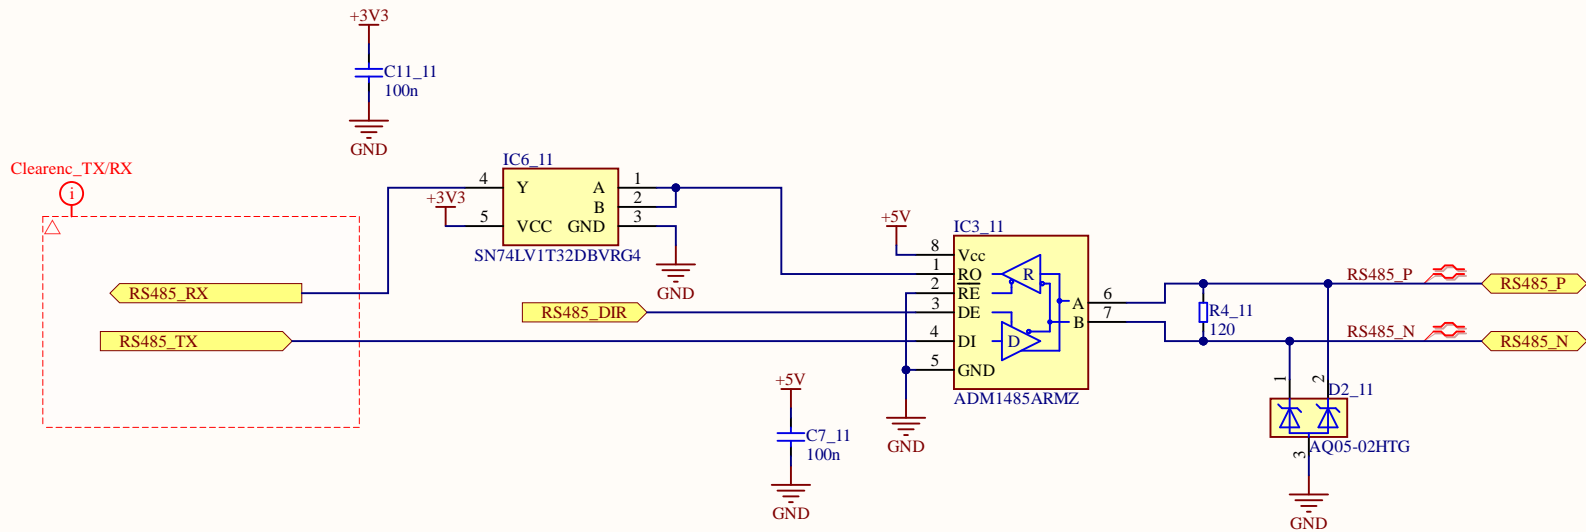 +3V3
C11_11
100n
GND
Clearenc_TX/RX
i
IC6_11
4
Y
A
1
+3V3
B
2
5
VCC
GND
3
SN74LV1T32DBVRG4
GND
RS485_RX
RS485_TX
RS485_DIR
+5V
IC3_11
8
Vcc
1
RO
R
2
RE
3
DE
4
DI
D
5
GND
A
6
B
7
ADM1485ARMZ
GND
+5V
C7_11
100n
GND
RS485_P
RS485_P
R4_11
120
RS485_N
RS485_N
1
2
D2_11
3
AQ05-02HTG
GND